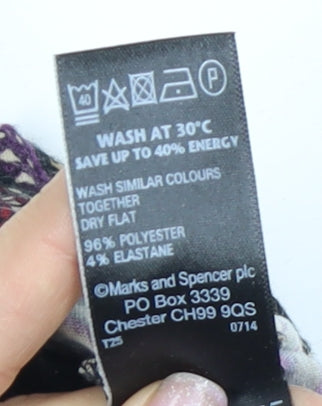 40 P
WASH AT 30°C
SAVE UP TO 40% ENERGY
WASH SIMILAR COLOURS
TOGETHER
DRY FLAT
96% POLYESTER
4% ELASTANE
©Marks and Spencer plc
PO Box 3339
Chester CH99 9QS
T25 0714